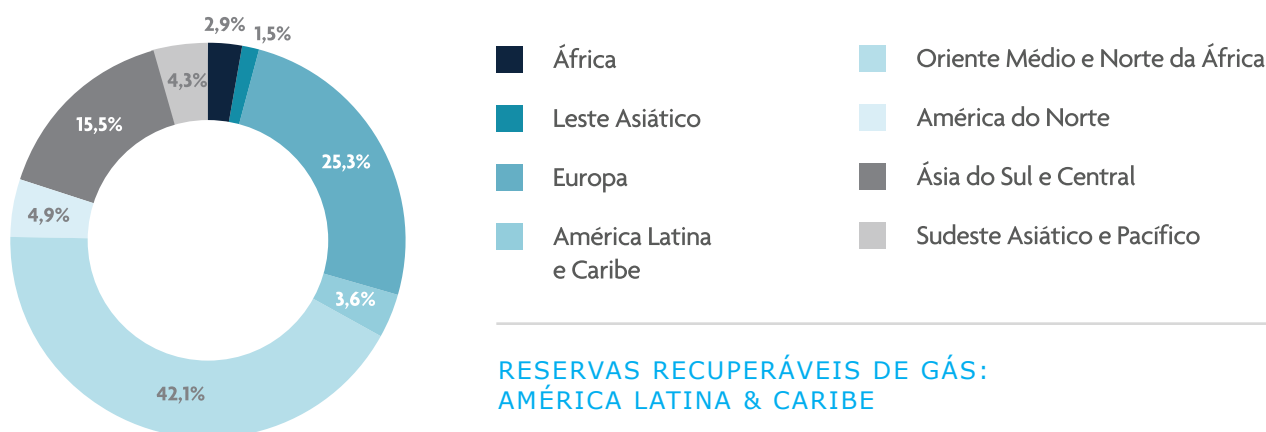 2,9%
1,5%
4,3%
15,5%
25,3%
4,9%
3,6%
42,1%
África
Leste Asiático
Europa
América Latina
e Caribe
Oriente Médio e Norte da África
América do Norte
Ásia do Sul e Central
Sudeste Asiático e Pacífico
RESERVAS RECUPERÁVEIS DE GÁS:
AMÉRICA LATINA & CARIBE